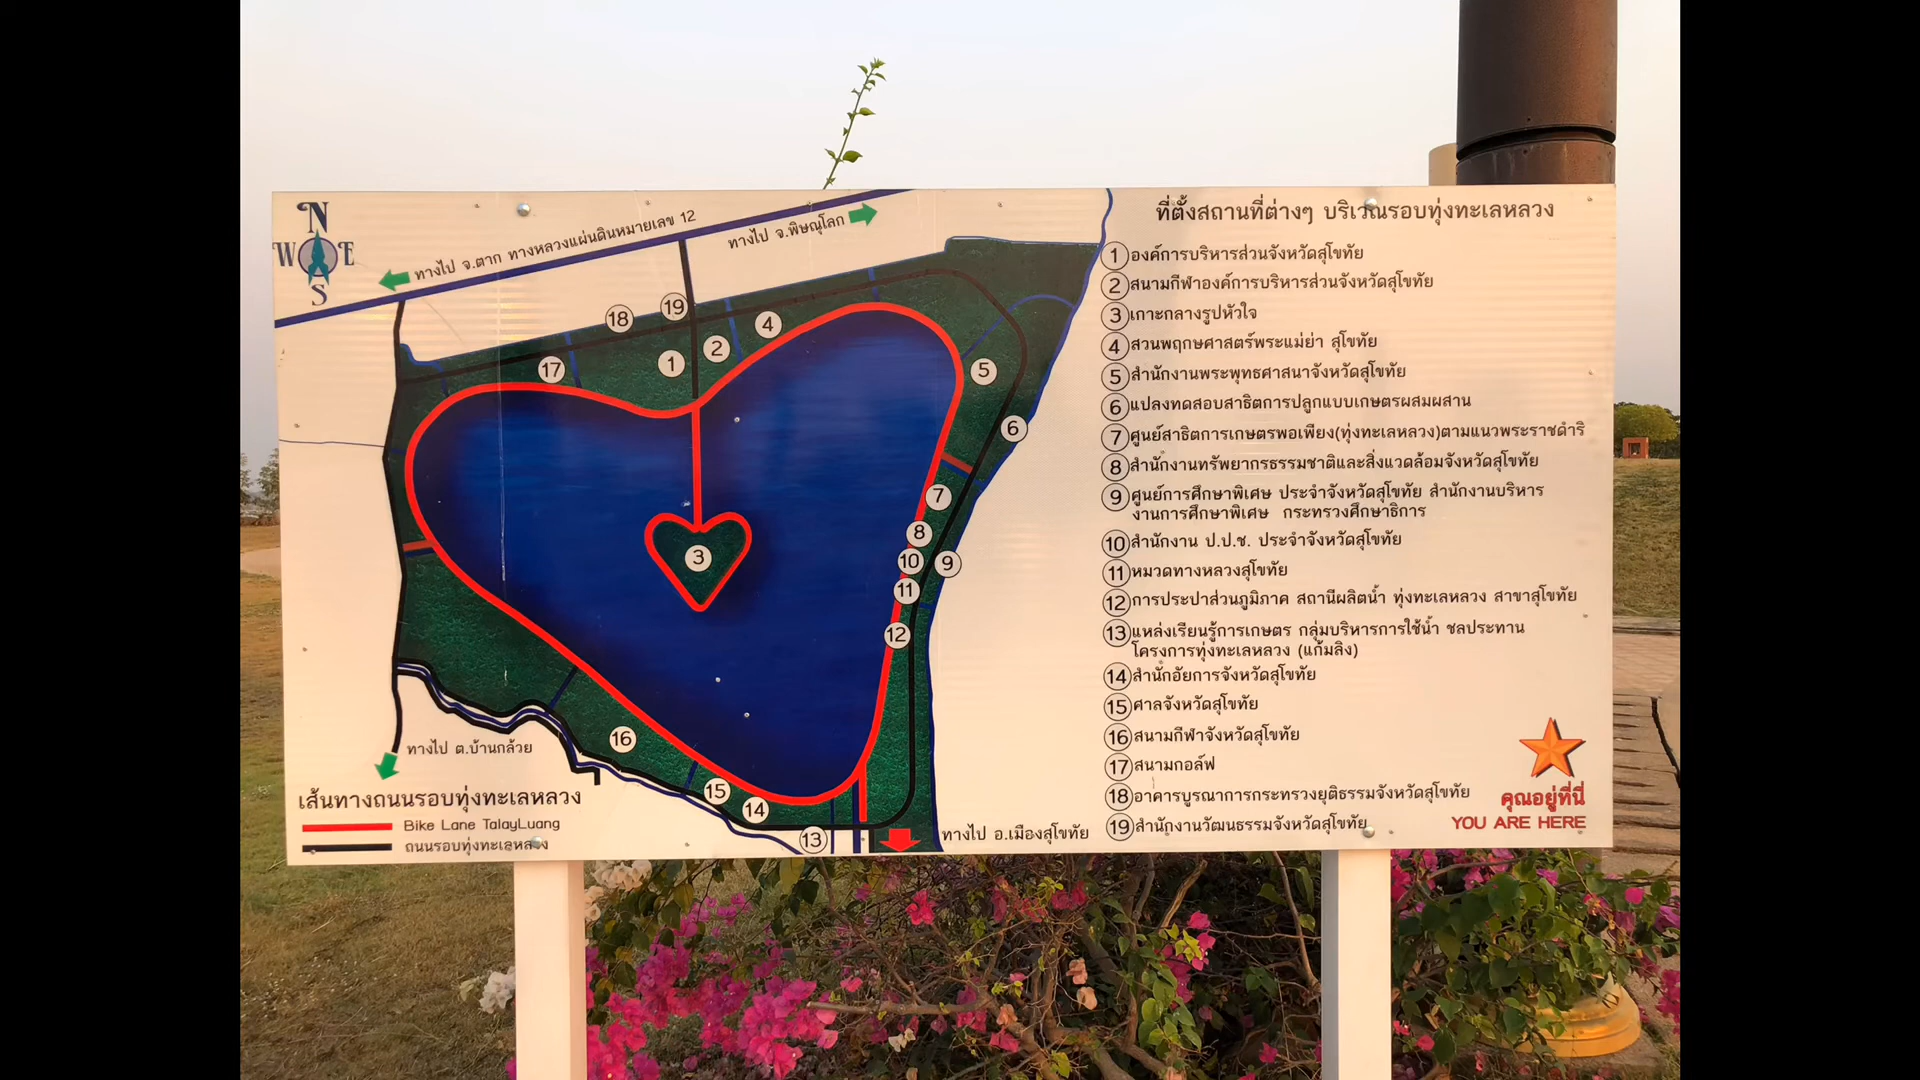 N
W E
S
ทางไป จ.ตาก ทางหลวงแผ่นดินหมายเลข 12
ทางไป จ.พิษณุโลก
18
19
4
2
1
17
5
6
3
7
8
10
9
11
12
16
15
14
13
ทางไป ต.บ้านกล้วย
ทางไป อ.เมืองสุโขทัย
เส้นทางถนนรอบทุ่งทะเลหลวง
Bike Lane TalayLuang
ถนนรอบทุ่งทะเลหลวง
ที่ตั้งสถานที่ต่างๆ บริเวณรอบทุ่งทะเลหลวง
1 องค์การบริหารส่วนจังหวัดสุโขทัย
2 สนามกีฬาองค์การบริหารส่วนจังหวัดสุโขทัย
3 เกาะกลางรูปหัวใจ
4 สวนพฤกษศาสตร์พระแม่ย่า สุโขทัย
5 สำนักงานพระพุทธศาสนาจังหวัดสุโขทัย
6 แปลงทดสอบสาธิตการปลูกแบบเกษตรผสมผสาน
7 ศูนย์สาธิตการเกษตรพอเพียง(ทุ่งทะเลหลวง)ตามแนวพระราชดำริ
8 สำนักงานทรัพยากรธรรมชาติและสิ่งแวดล้อมจังหวัดสุโขทัย
9 ศูนย์การศึกษาพิเศษ ประจำจังหวัดสุโขทัย สำนักงานบริหาร
งานการศึกษาพิเศษ กระทรวงศึกษาธิการ
10 สำนักงาน ป.ป.ช. ประจำจังหวัดสุโขทัย
11 หมวดทางหลวงสุโขทัย
12 การประปาส่วนภูมิภาค สถานีผลิตน้ำ ทุ่งทะเลหลวง สาขาสุโขทัย
13 แหล่งเรียนรู้การเกษตร กลุ่มบริหารการใช้น้ำ ชลประทาน
โครงการทุ่งทะเลหลวง (แก้มลิง)
14 สำนักอัยการจังหวัดสุโขทัย
15 ศาลจังหวัดสุโขทัย
16 สนามกีฬาจังหวัดสุโขทัย
17 สนามกอล์ฟ
18 อาคารบูรณาการกระทรวงยุติธรรมจังหวัดสุโขทัย
19 สำนักงานวัฒนธรรมจังหวัดสุโขทัย
คุณอยู่ที่นี่
YOU ARE HERE